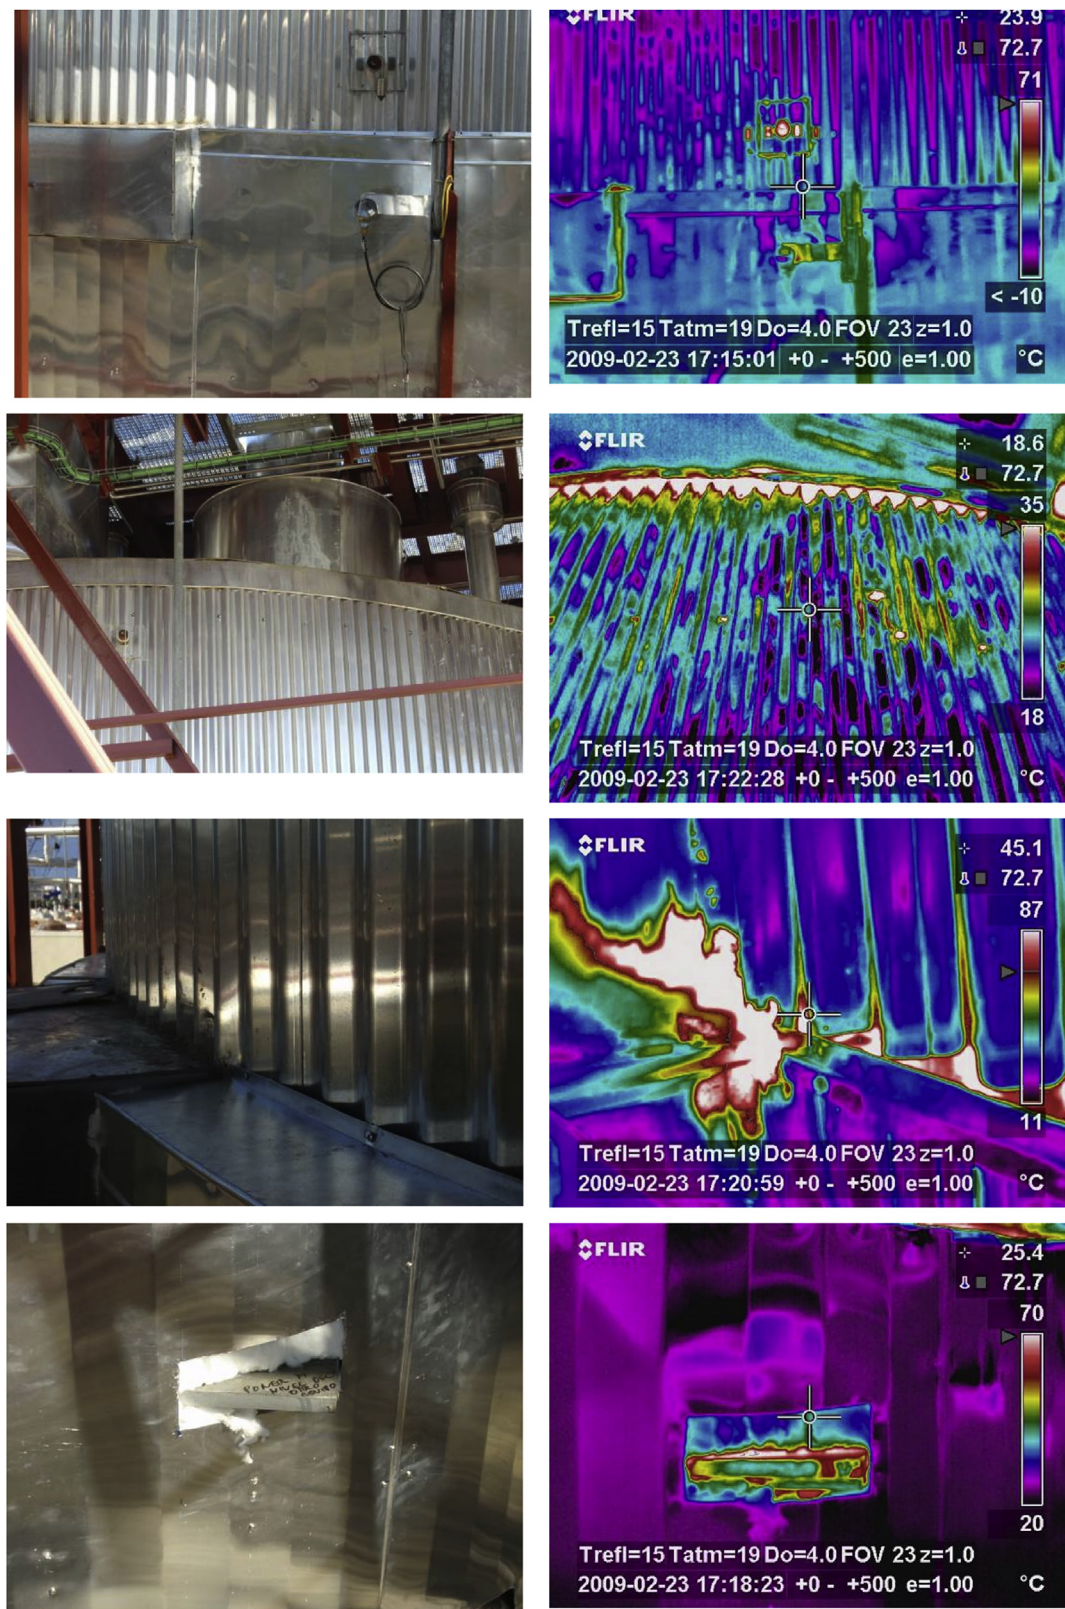 FLIR
23.9
72.7
71
< -10
Trefl=15 Tatm=19 Do=4.0 FOV 23 z=1.0
2009-02-23 17:15:01 +0 - +500 e=1.00 °C
FLIR
18.6
72.7
35
18
Trefl=15 Tatm=19 Do=4.0 FOV 23 z=1.0
2009-02-23 17:22:28 +0 - +500 e=1.00 °C
FLIR
45.1
72.7
87
11
Trefl=15 Tatm=19 Do=4.0 FOV 23 z=1.0
2009-02-23 17:20:59 +0 - +500 e=1.00 °C
PONER
FLIR
25.4
72.7
70
20
Trefl=15 Tatm=19 Do=4.0 FOV 23 z=1.0
2009-02-23 17:18:23 +0 - +500 e=1.00 °C